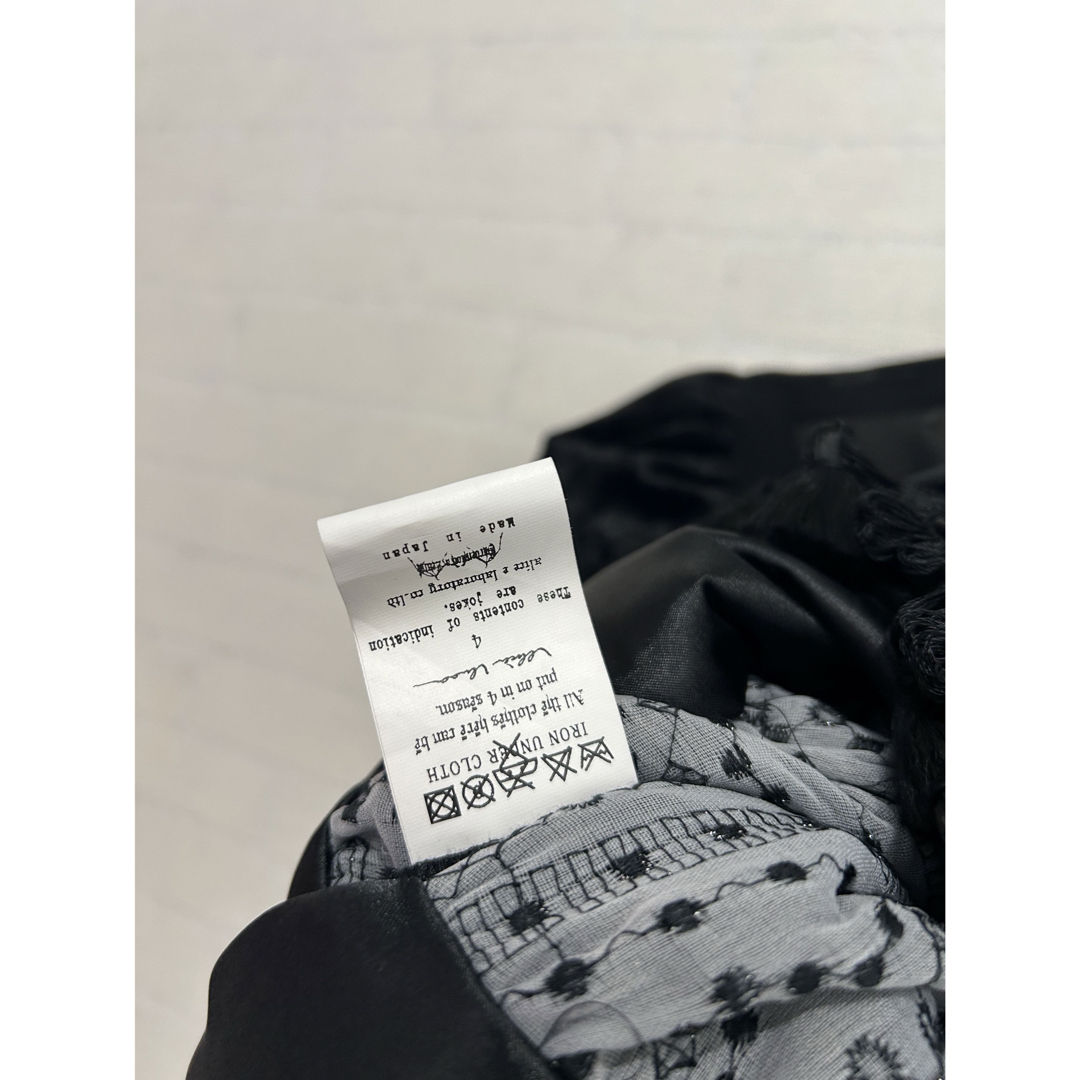 IRON UNDER CLOTH
All the clothes here can be
put on in 4 season.
4
These contents of indication
are jokes.
alice e laboratory co.ltd
Made in Japan